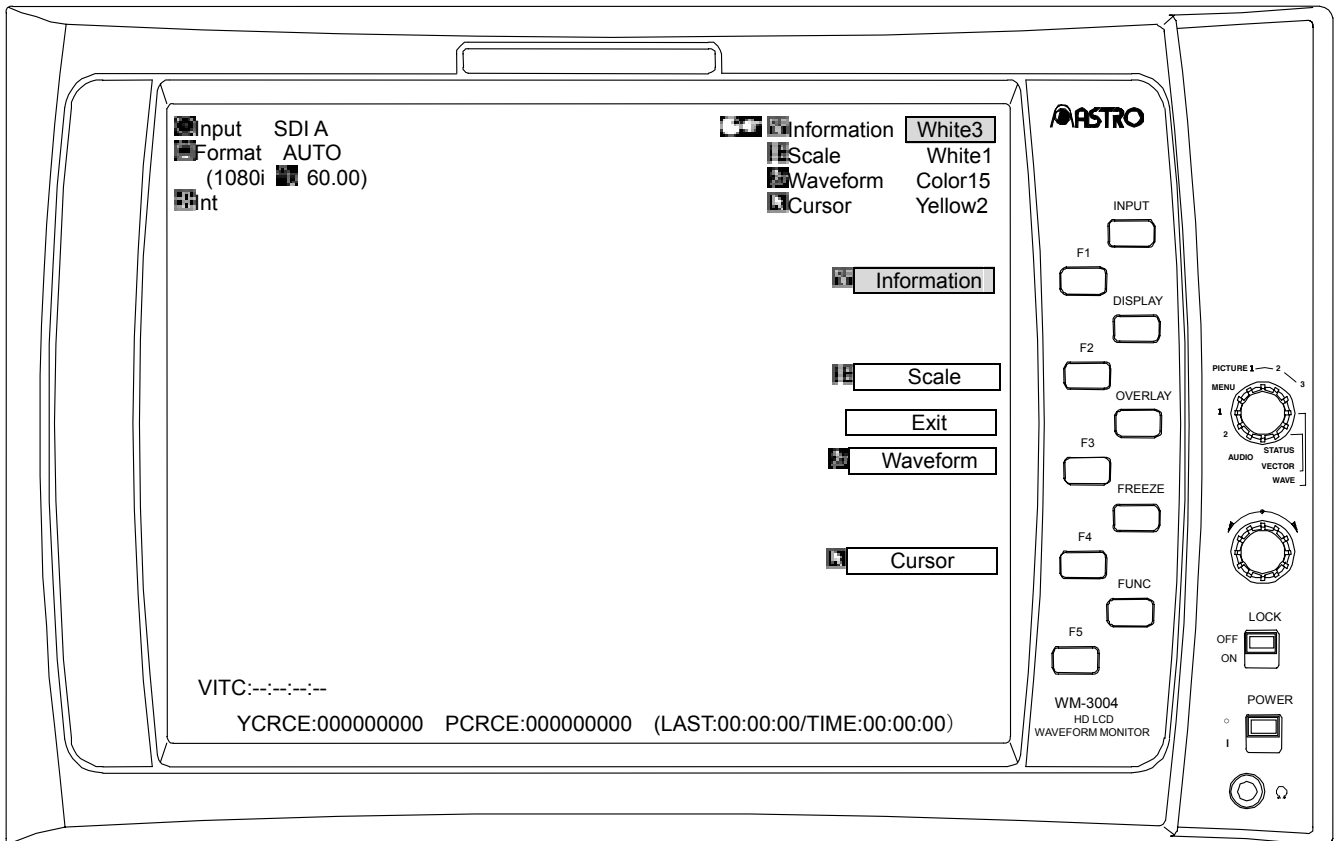 Input SDI A
Format AUTO
(1080i 60.00)
Int
Information White3
Scale White1
Waveform Color15
Cursor Yellow2
Information
Scale
Exit
Waveform
Cursor
VITC:--:--:--:--
YCRCE:000000000 PCRCE:000000000 (LAST:00:00:00/TIME:00:00:00)
ASTRO
INPUT
F1
DISPLAY
F2
OVERLAY
F3
FREEZE
F4
FUNC
F5
WM-3004
HD LCD
WAVEFORM MONITOR
PICTURE 1 2
3
MENU
1
2
AUDIO
STATUS
VECTOR
WAVE
LOCK
OFF
ON
POWER
○
I